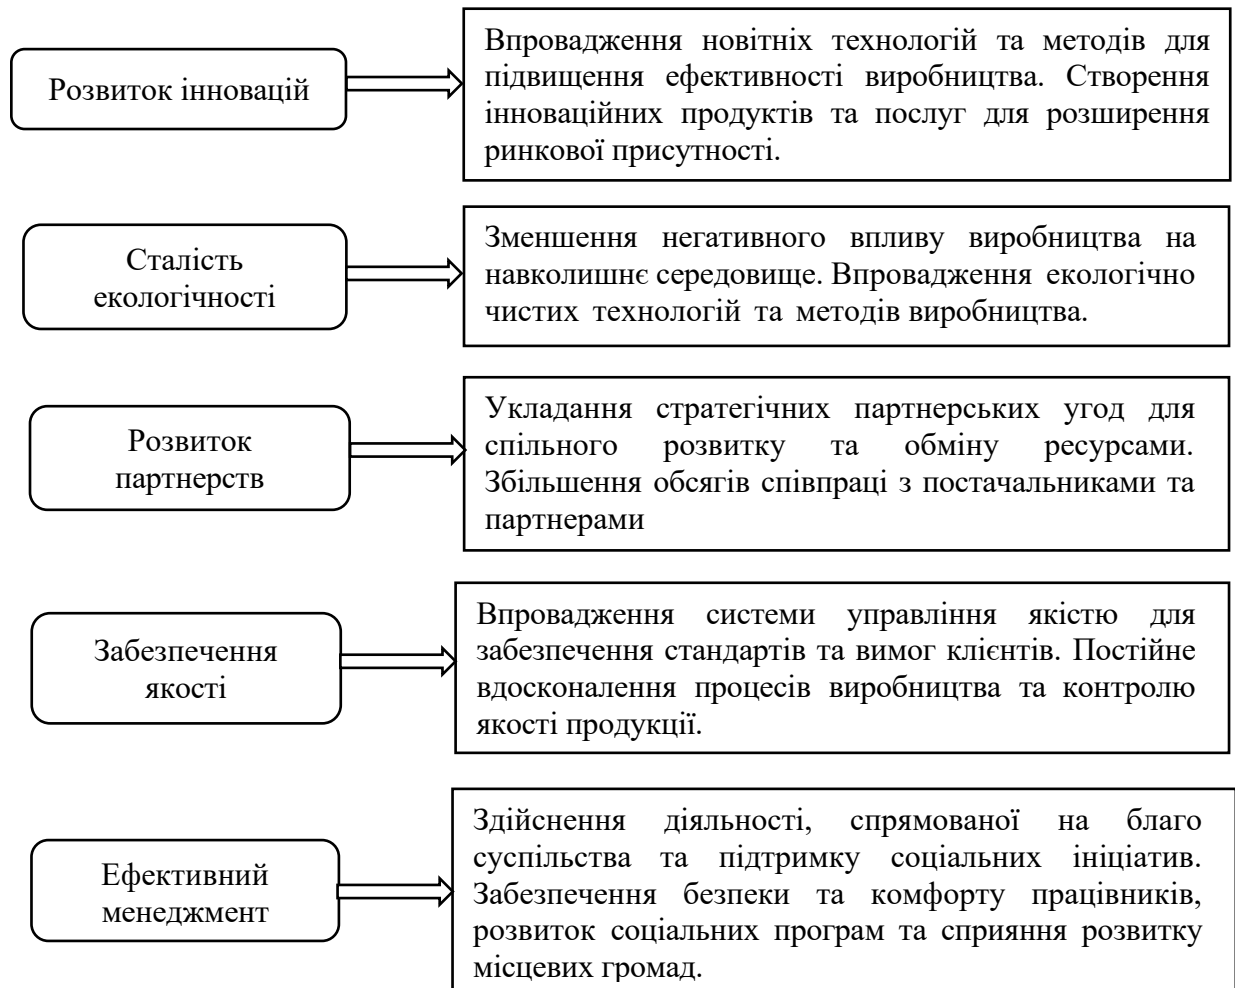 Розвиток інновацій
Впровадження новітніх технологій та методів для
підвищення ефективності виробництва. Створення
інноваційних продуктів та послуг для розширення
ринкової присутності.
Сталість
екологічності
Зменшення негативного впливу виробництва на
навколишнє середовище. Впровадження екологічно
чистих технологій та методів виробництва.
Розвиток
партнерств
Укладання стратегічних партнерських угод для
спільного розвитку та обміну ресурсами.
Збільшення обсягів співпраці з постачальниками та
партнерами
Забезпечення
якості
Впровадження системи управління якістю для
забезпечення стандартів та вимог клієнтів. Постійне
вдосконалення процесів виробництва та контролю
якості продукції.
Ефективний
менеджмент
Здійснення діяльності, спрямованої на благо
суспільства та підтримку соціальних ініціатив.
Забезпечення безпеки та комфорту працівників,
розвиток соціальних програм та сприяння розвитку
місцевих громад.